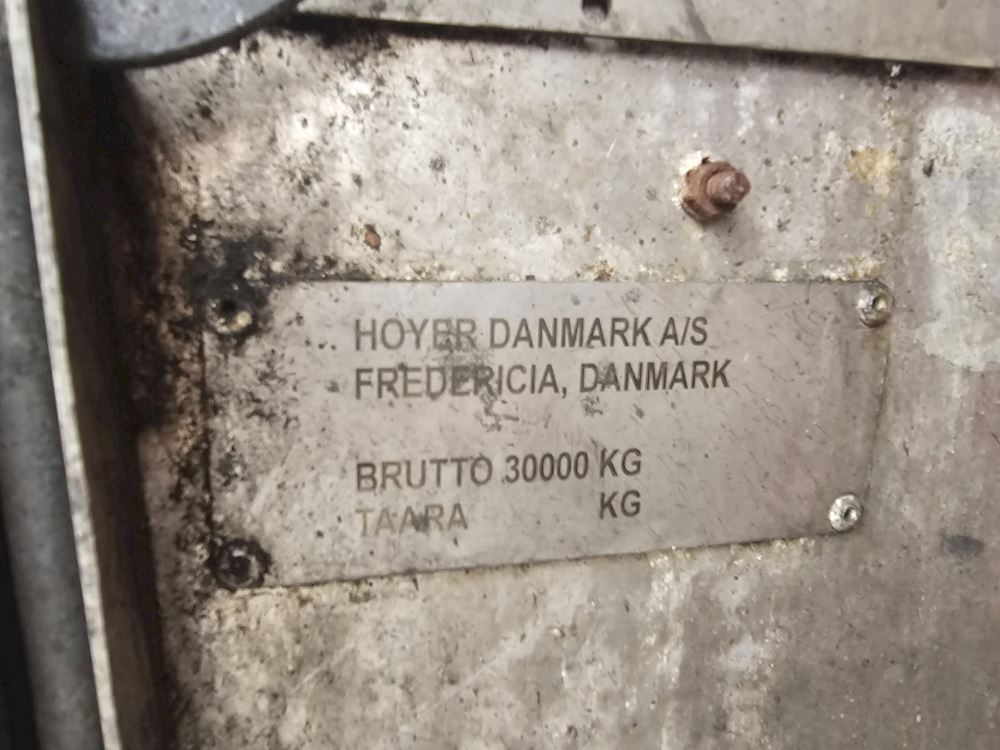 ... HOYER DANMARK A/S
FREDERICIA, DANMARK
BRUTTO 30000 KG
TAARA KG